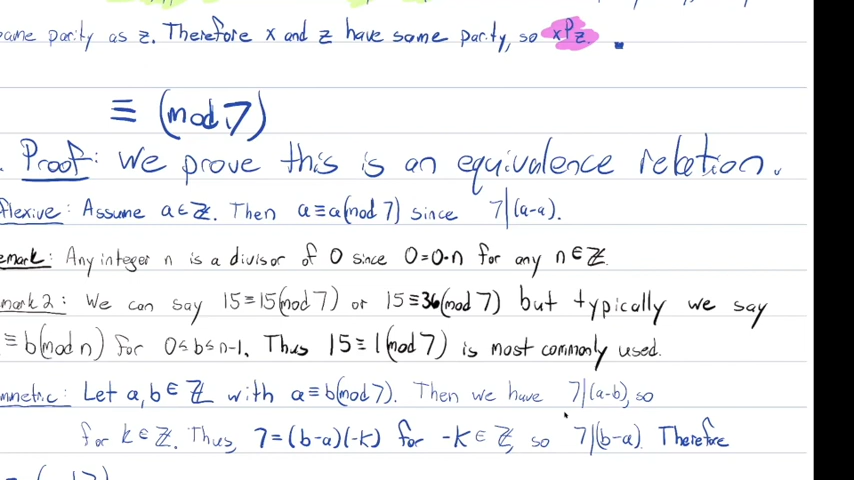 same parity as z. Therefore x and z have same parity, so xPz.
≡ (mod 7)
Proof: We prove this is an equivalence relation.
flexive: Assume a ∈ ℤ. Then a ≡ a(mod 7) since 7|(a-a).
emark: Any integer n is a divisor of 0 since 0=0·n for any n ∈ ℤ.
mark 2: We can say 15 ≡ 15(mod 7) or 15 ≡ 36(mod 7) but typically we say
≡ b(mod n) for 0≤b≤n-1. Thus 15 ≡ 1(mod 7) is most commonly used.
mmetric: Let a,b ∈ ℤ with a ≡ b(mod 7). Then we have 7|(a-b), so
for k ∈ ℤ. Thus, 7=(b-a)(-k) for -k ∈ ℤ, so 7|(b-a). Therefore